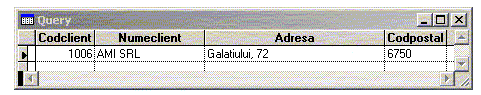 Query
Codclient Numeclient Adresa Codpostal
1006 AMI SRL Galatiului, 72 6750